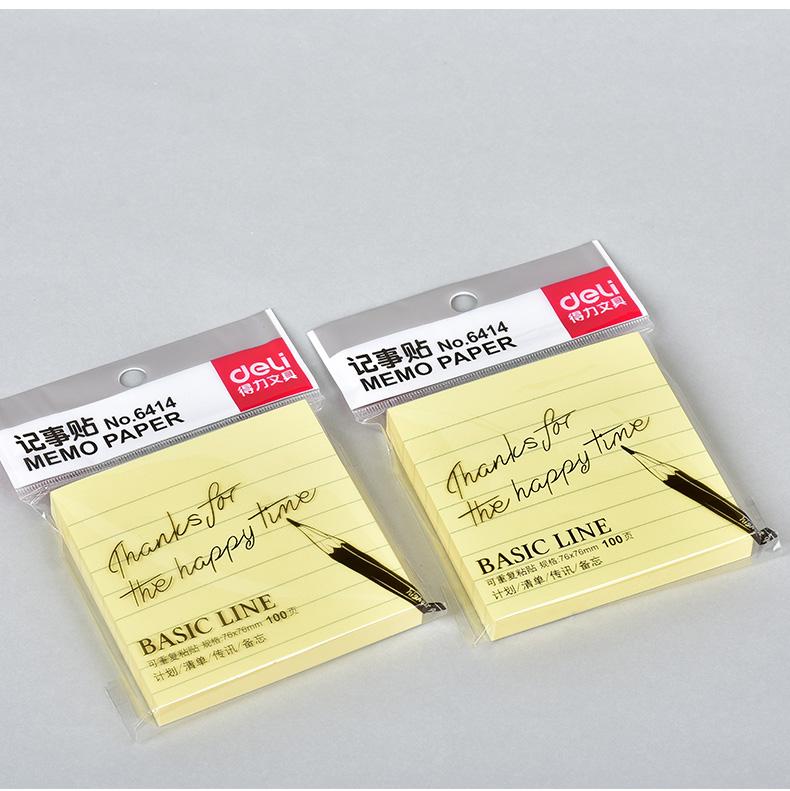 记事贴 No.6414
MEMO PAPER
deli
得力文具
Thanks for
the happy time
BASIC LINE
可重复粘贴 规格:76x76mm 100页
计划/清单/传讯/备忘
记事贴 No.6414
MEMO PAPER
deli
得力文具
Thanks for
the happy time
BASIC LINE
可重复粘贴 规格:76x76mm 100页
计划/清单/传讯/备忘